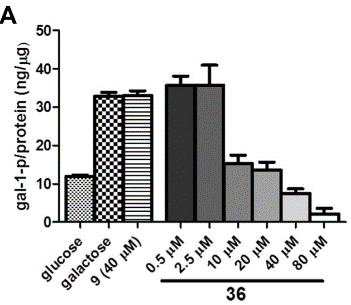 A
gal-1-p/protein (ng/µg)
50
40
30
20
10
0
glucose
galactose
9 (40 µM)
0.5 µM
2.5 µM
10 µM
20 µM
40 µM
80 µM
36